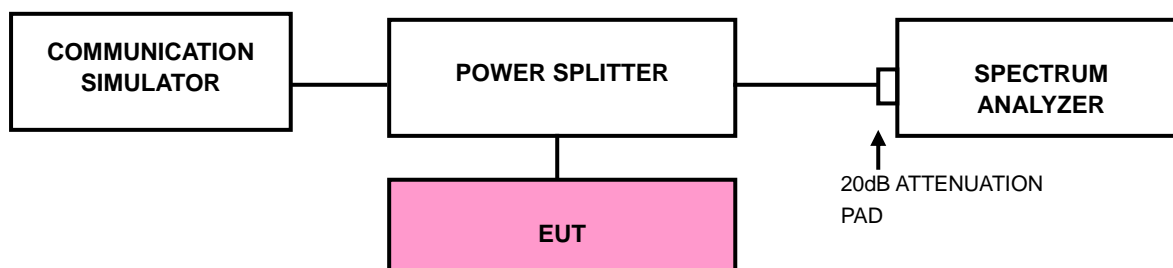 COMMUNICATION
SIMULATOR
POWER SPLITTER
SPECTRUM
ANALYZER
20dB ATTENUATION
PAD
EUT